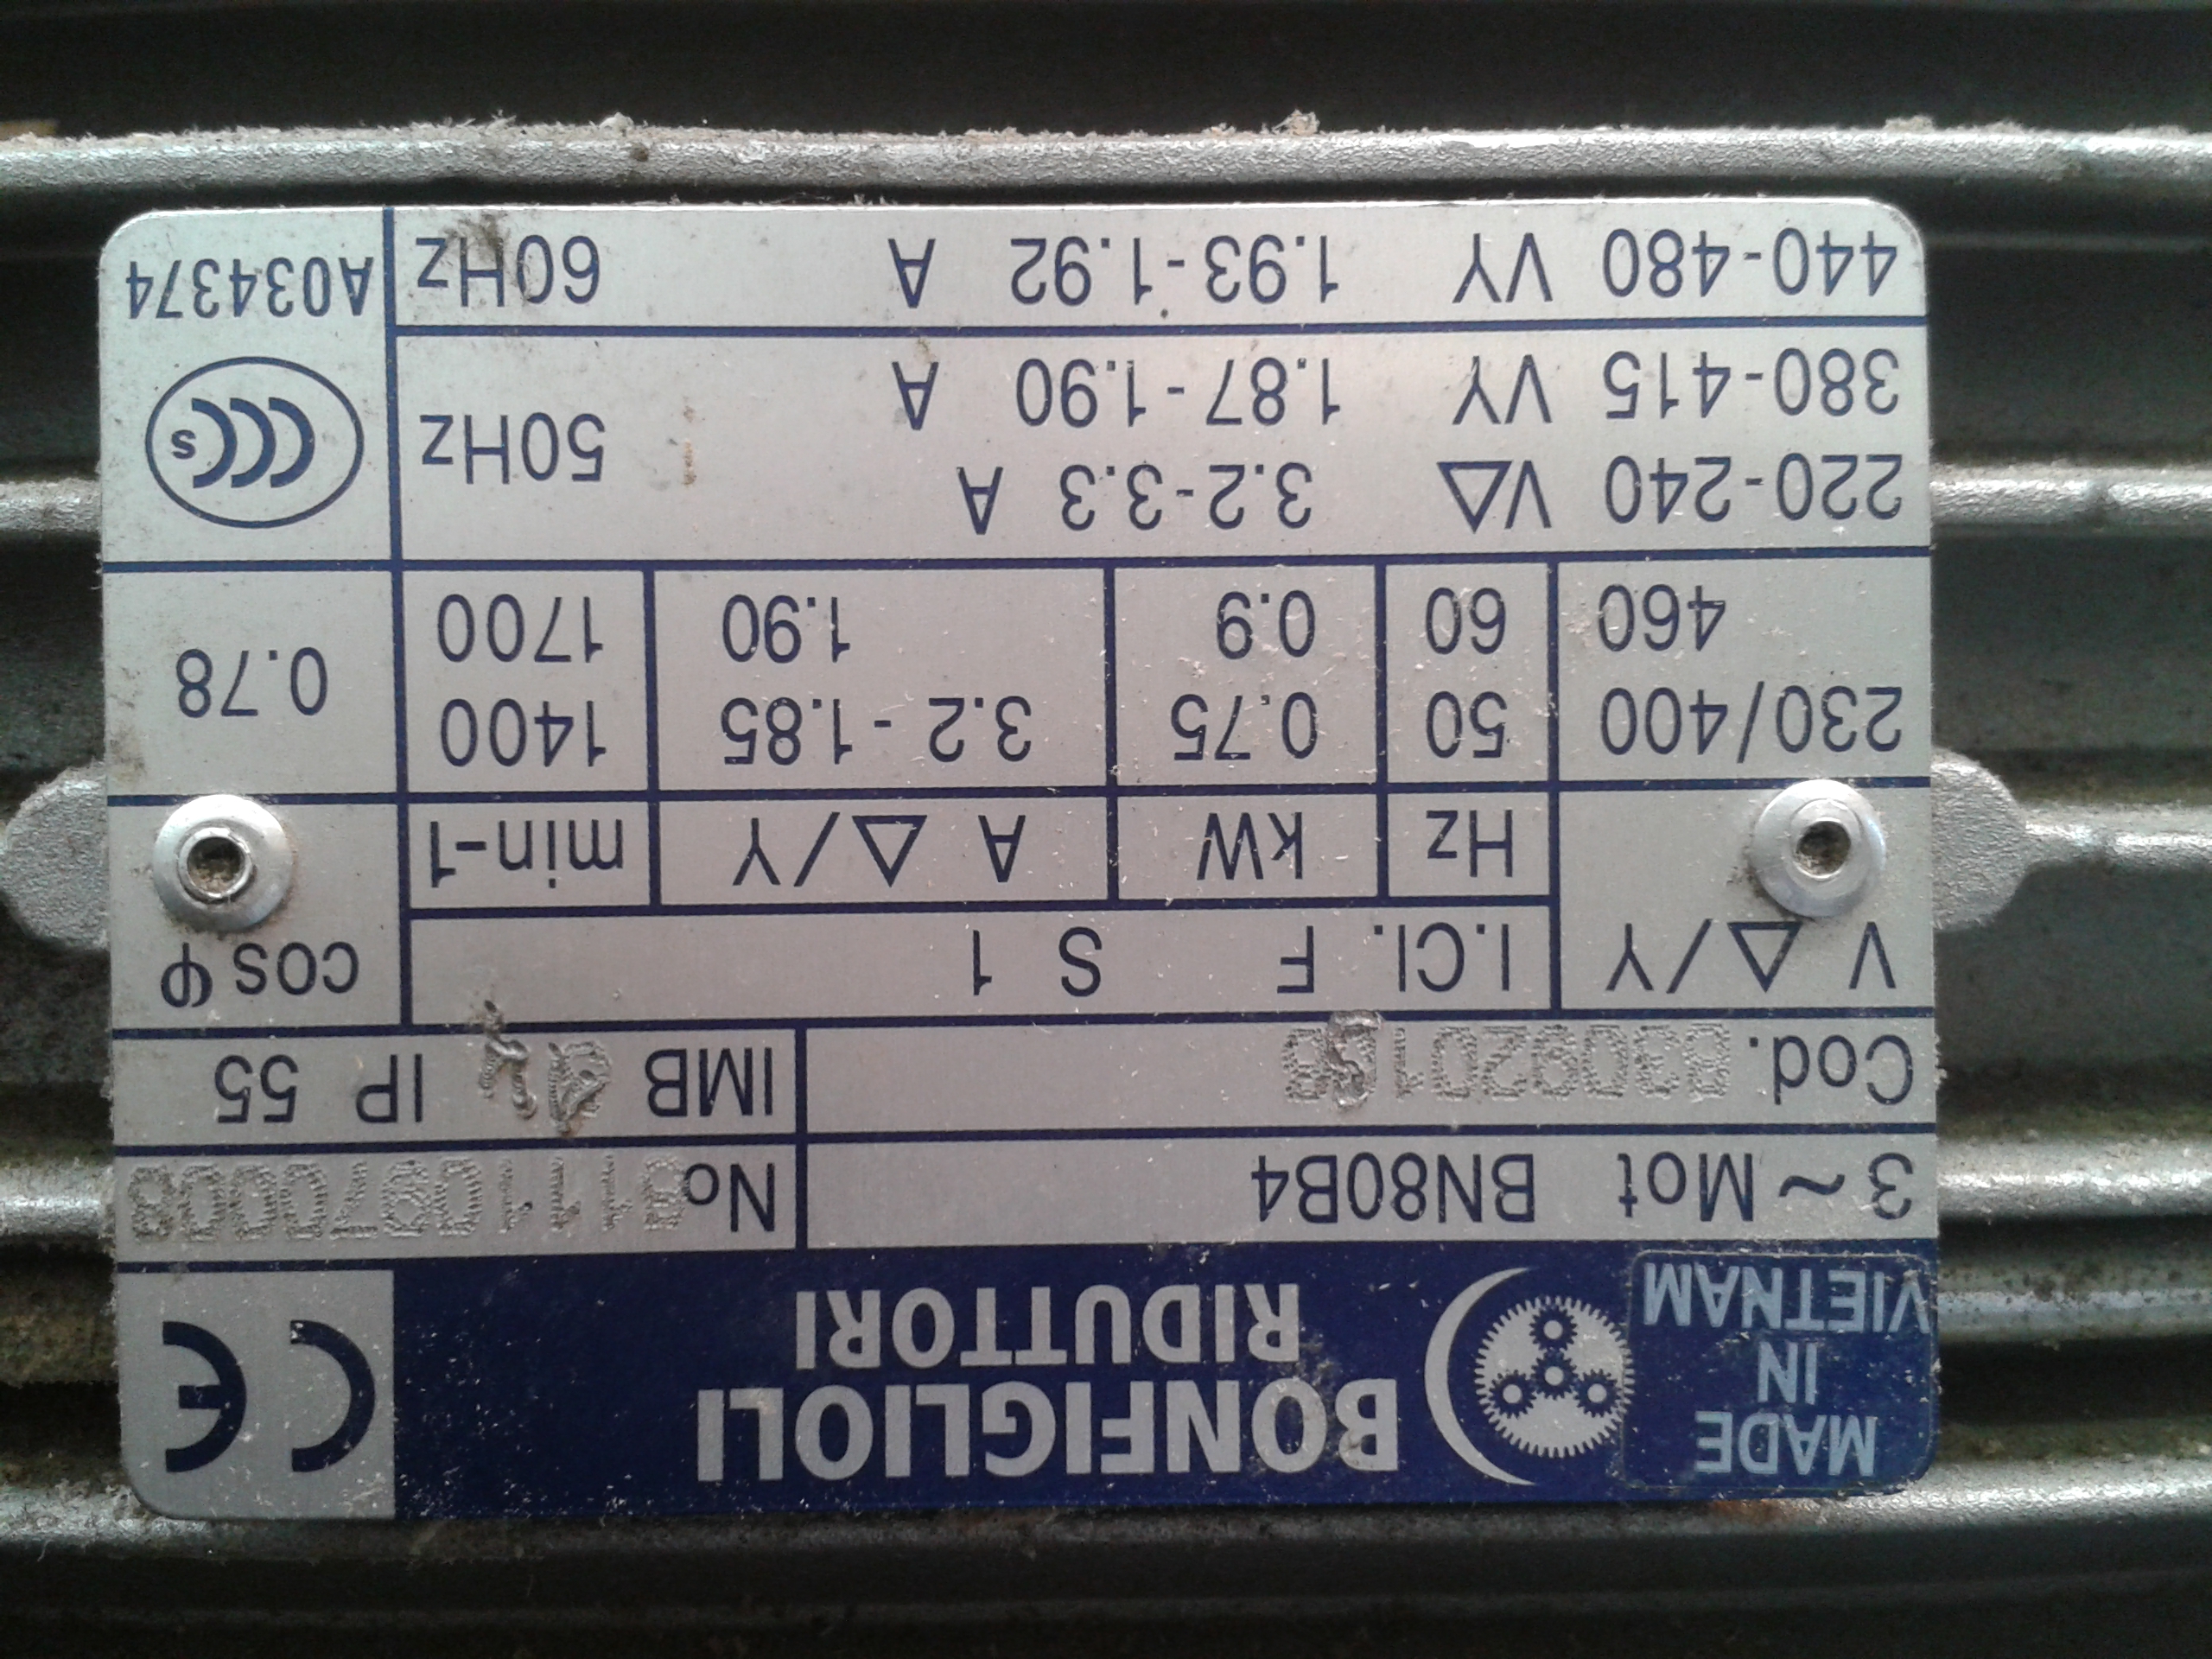 MADE
IN
VIETNAM
BONFIGLIOLI
RIDUTTORI
CE
3~ Mot BN80B4
No
Cod.
IMB IP 55
V △/Y
I.Cl. F S 1
cos φ
Hz kW A △/Y min-1
230/400 50 0.75 3.2 - 1.85 1400
460 60 0.9 1.90 1700
0.78
220-240 V△ 3.2-3.3 A
380-415 VY 1.87-1.90 A
50Hz
440-480 VY 1.93-1.92 A 60Hz
CCC S
A034374